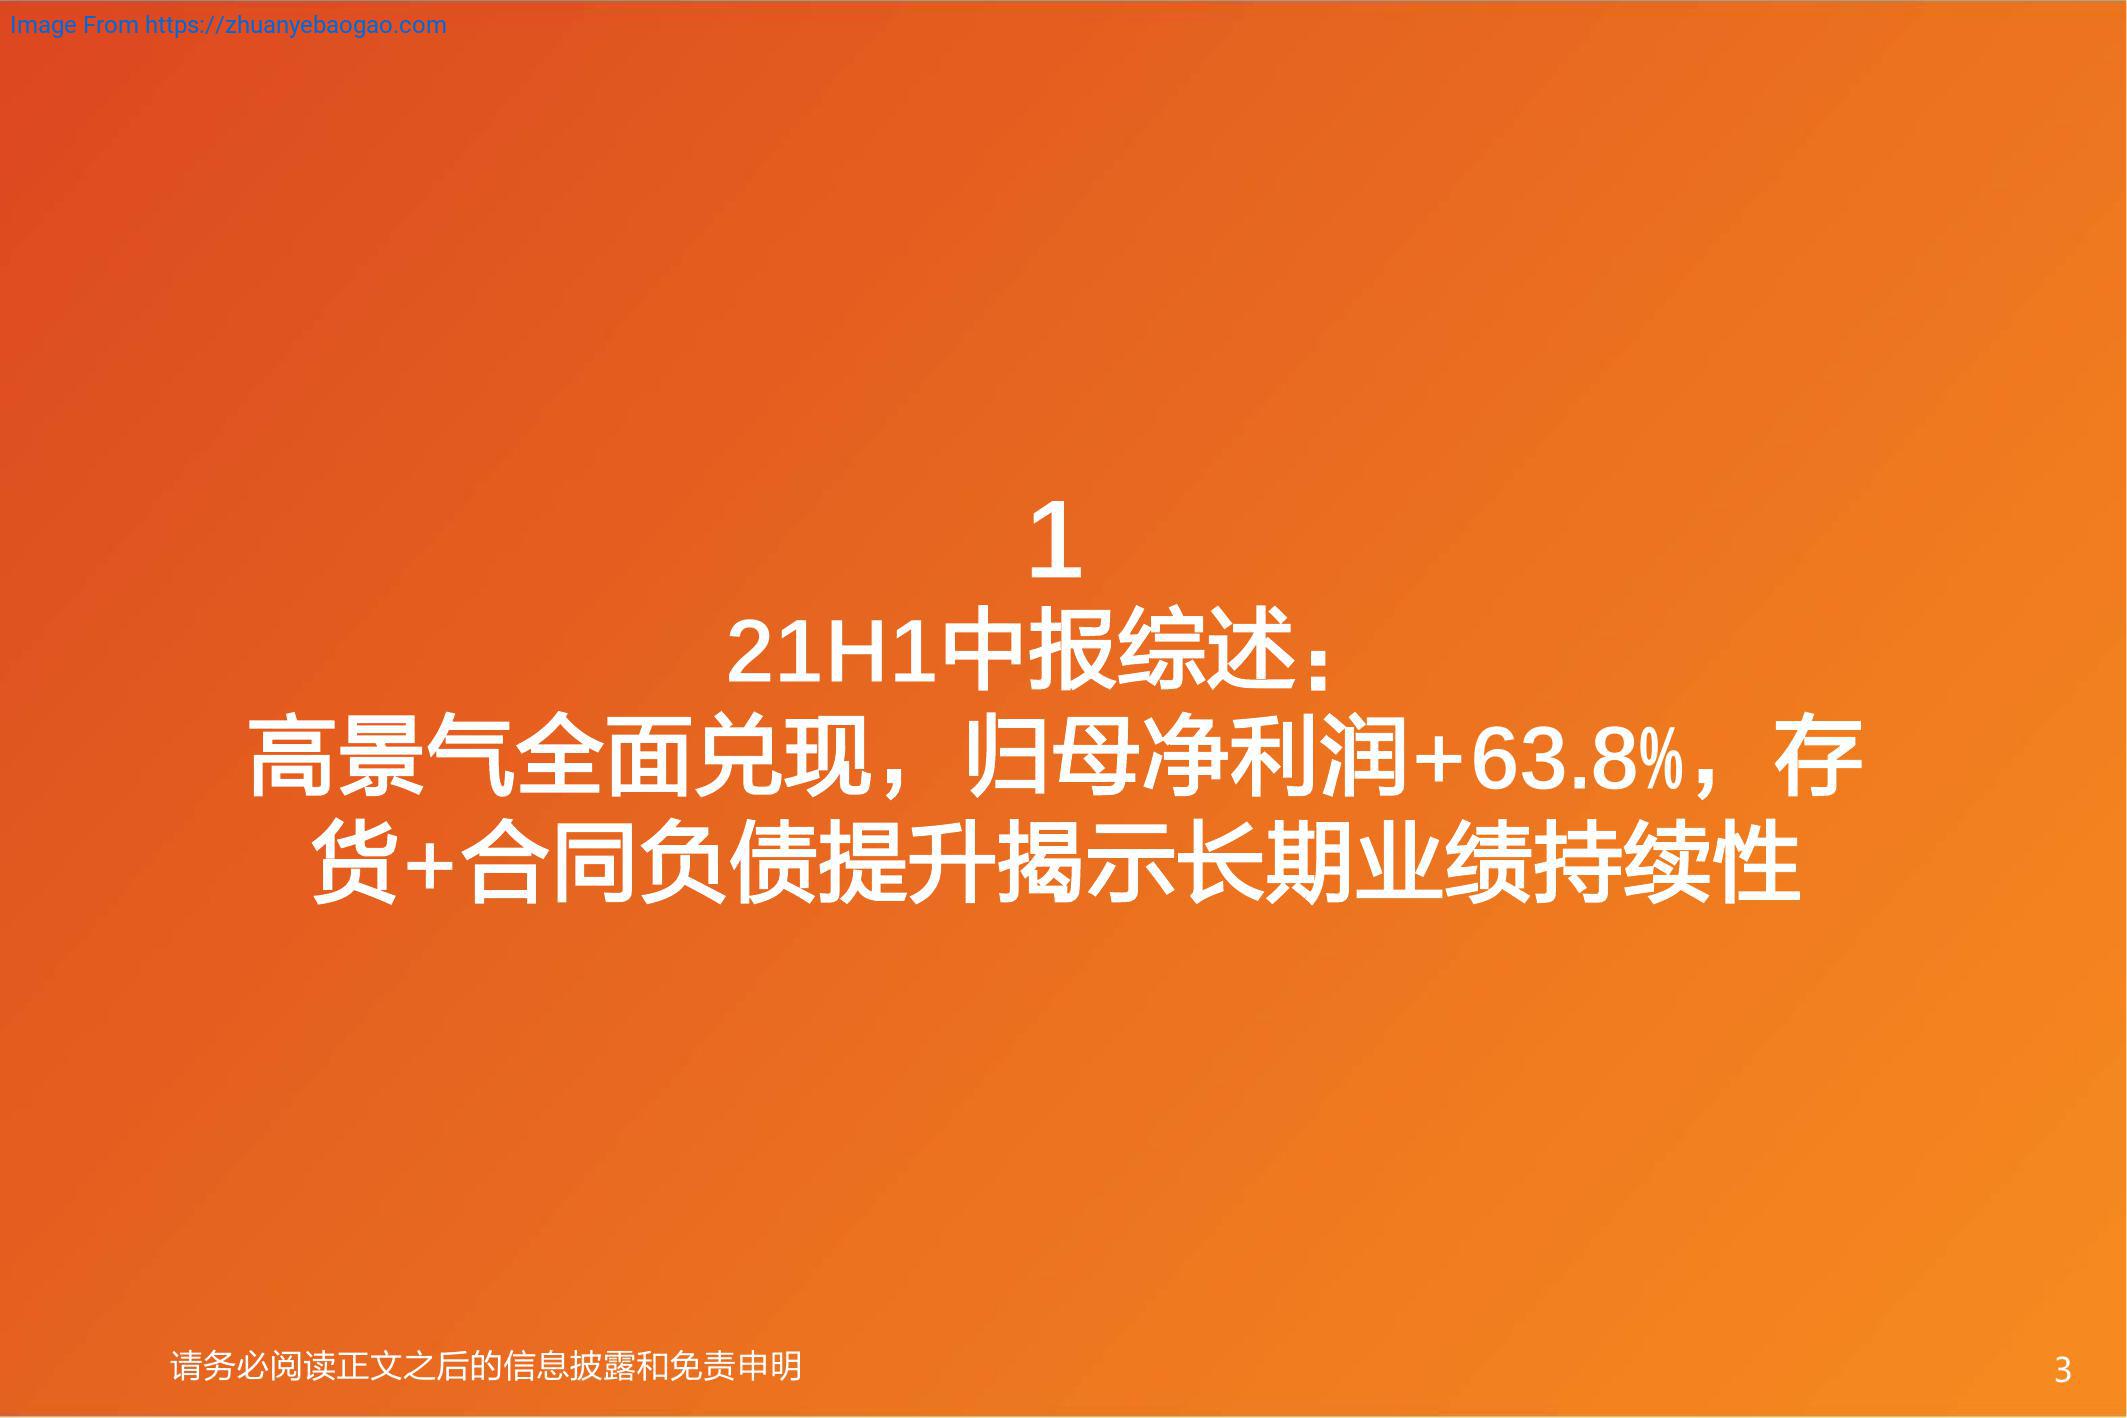 Image From https://zhuanyebaogao.com
1
21H1中报综述：
高景气全面兑现，归母净利润+63.8%，存
货+合同负债提升揭示长期业绩持续性
请务必阅读正文之后的信息披露和免责申明
3